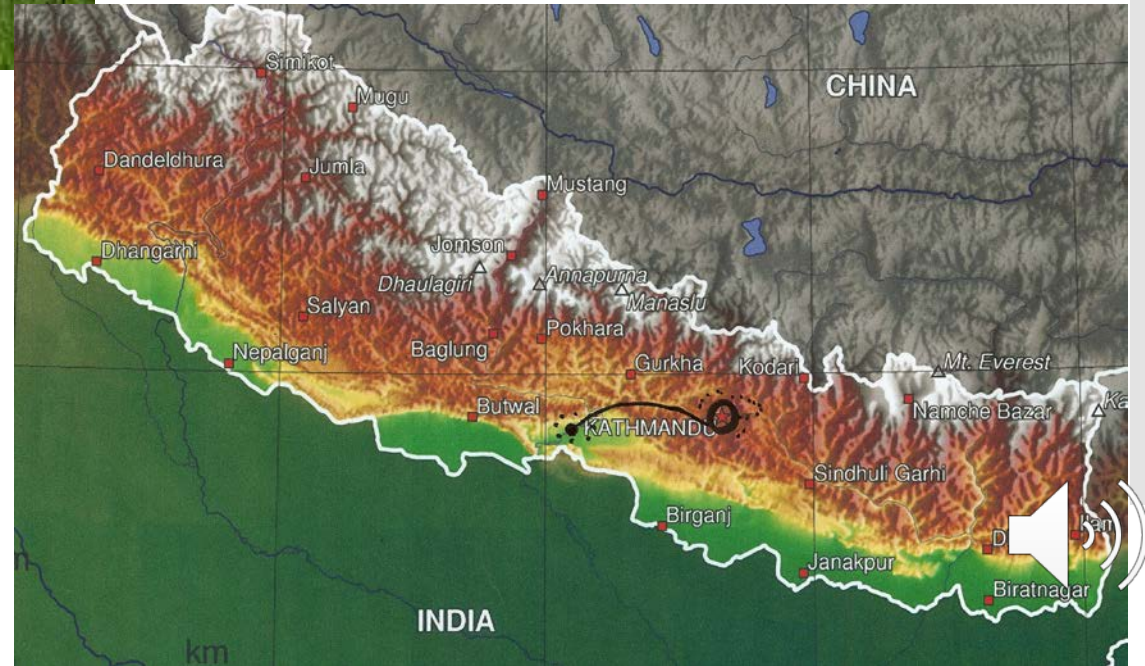 Simikot
Mugu
CHINA
Dandeldhura
Jumla
Mustang
Dhangarhi
Jomson
Dhaulagiri
Annapurna
Manaslu
Salyan
Baglung
Pokhara
Nepalganj
Gurkha
Kodari
Mt. Everest
Butwal
KATHMANDU
Namche Bazar
Sindhuli Garhi
Birganj
Janakpur
Biratnagar
INDIA
km